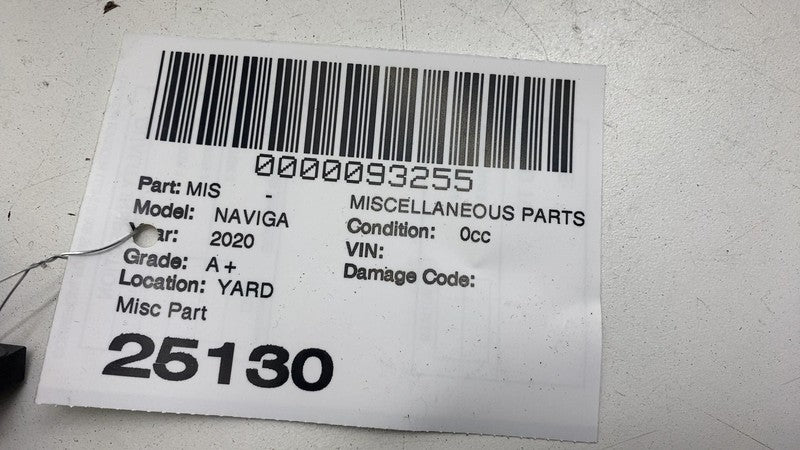 0000093255
Part: MIS - MISCELLANEOUS PARTS
Model: NAVIGA Condition: 0cc
Year: 2020 VIN:
Grade: A+ Damage Code:
Location: YARD
Misc Part
25130